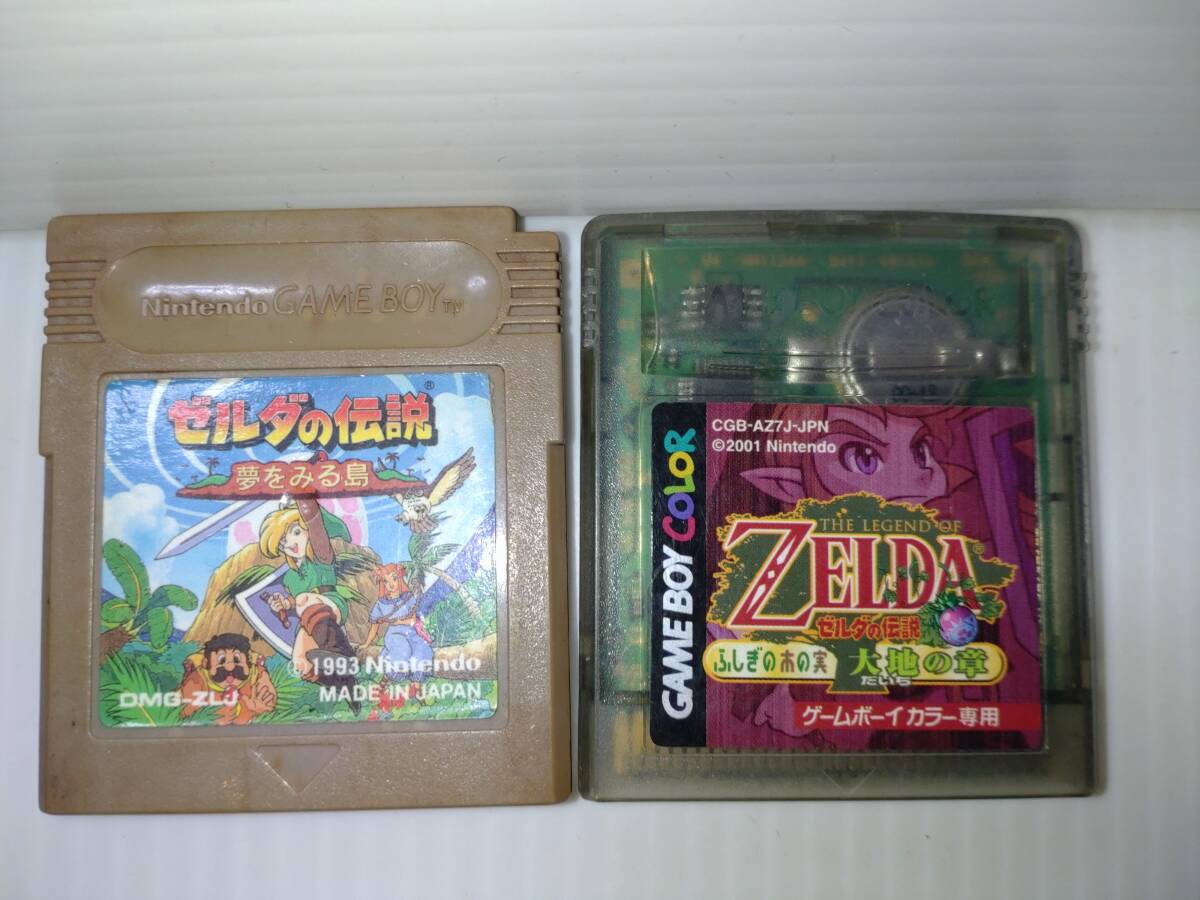 Nintendo GAME BOY TM
ゼルダの伝説®
夢をみる島
©1993 Nintendo
DMG-ZLJ
MADE IN JAPAN
CGB-AZ7J-JPN
©2001 Nintendo
GAME BOY COLOR
THE LEGEND OF
ZELDA®
ゼルダの伝説
ふしぎの木の実 大地の章
だいち
ゲームボーイカラー専用